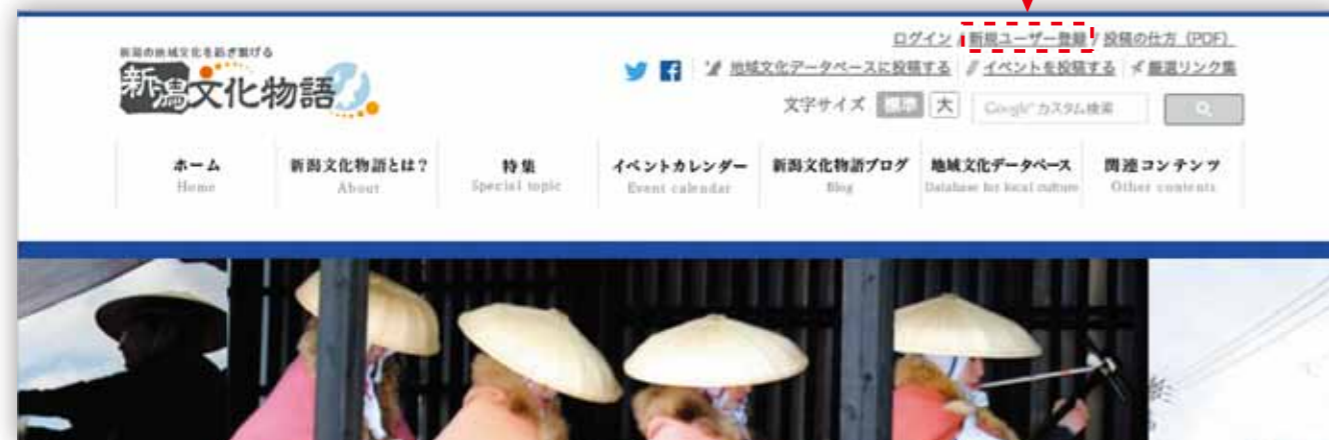 ログイン / 新規ユーザー登録 / 投稿の仕方 (PDF)
新潟の地域文化を紡ぎ繋げる
新潟文化物語
地域文化データベースに投稿する イベントを投稿する 厳選リンク集
文字サイズ 標準 大 Google カスタム検索
ホーム 新潟文化物語とは? 特集 イベントカレンダー 新潟文化物語ブログ 地域文化データベース 関連コンテンツ
Home About Special topic Event calendar Blog Database for local culture Other contents